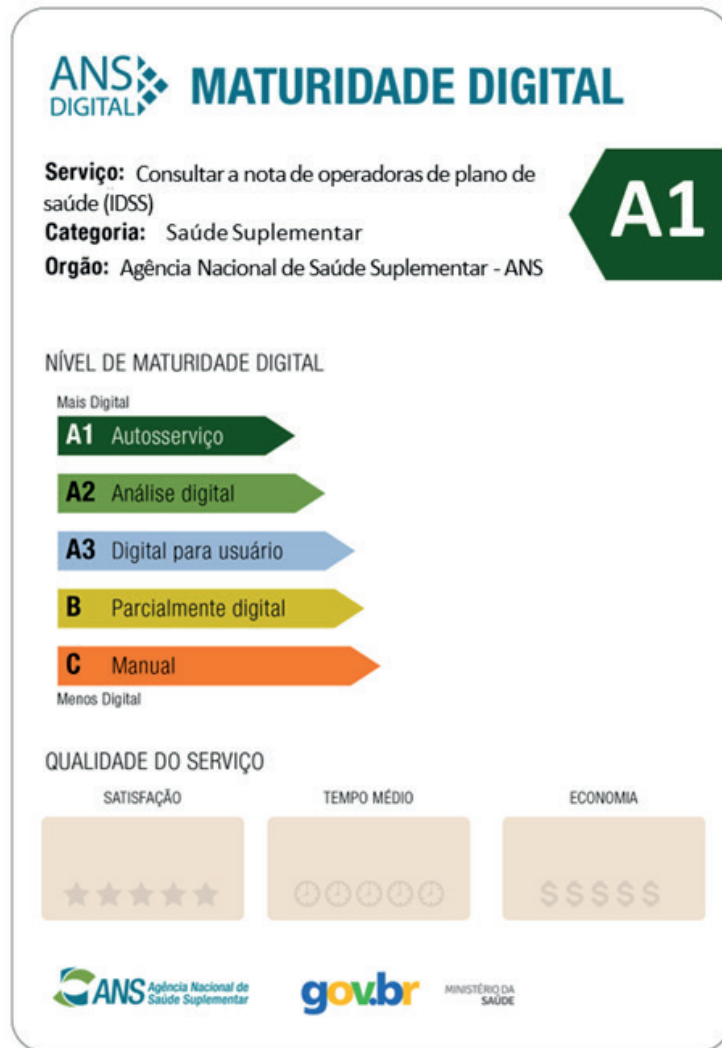 ANS
DIGITAL
MATURIDADE DIGITAL
Serviço: Consultar a nota de operadoras de plano de
saúde (IDSS)
Categoria: Saúde Suplementar
Orgão: Agência Nacional de Saúde Suplementar - ANS
A1
NÍVEL DE MATURIDADE DIGITAL
Mais Digital
A1 Autosserviço
A2 Análise digital
A3 Digital para usuário
B Parcialmente digital
C Manual
Menos Digital
QUALIDADE DO SERVIÇO
SATISFAÇÃO TEMPO MÉDIO ECONOMIA
$$$$$
ANS Agência Nacional de
Saúde Suplementar
gov.br
MINISTÉRIO DA
SAÚDE